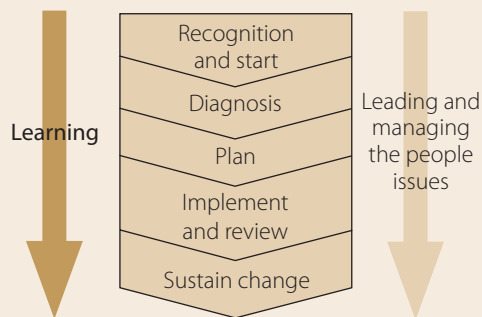 Recognition
and start
Diagnosis
Learning
Plan
Implement
and review
Sustain change
Leading and
managing
the people
issues